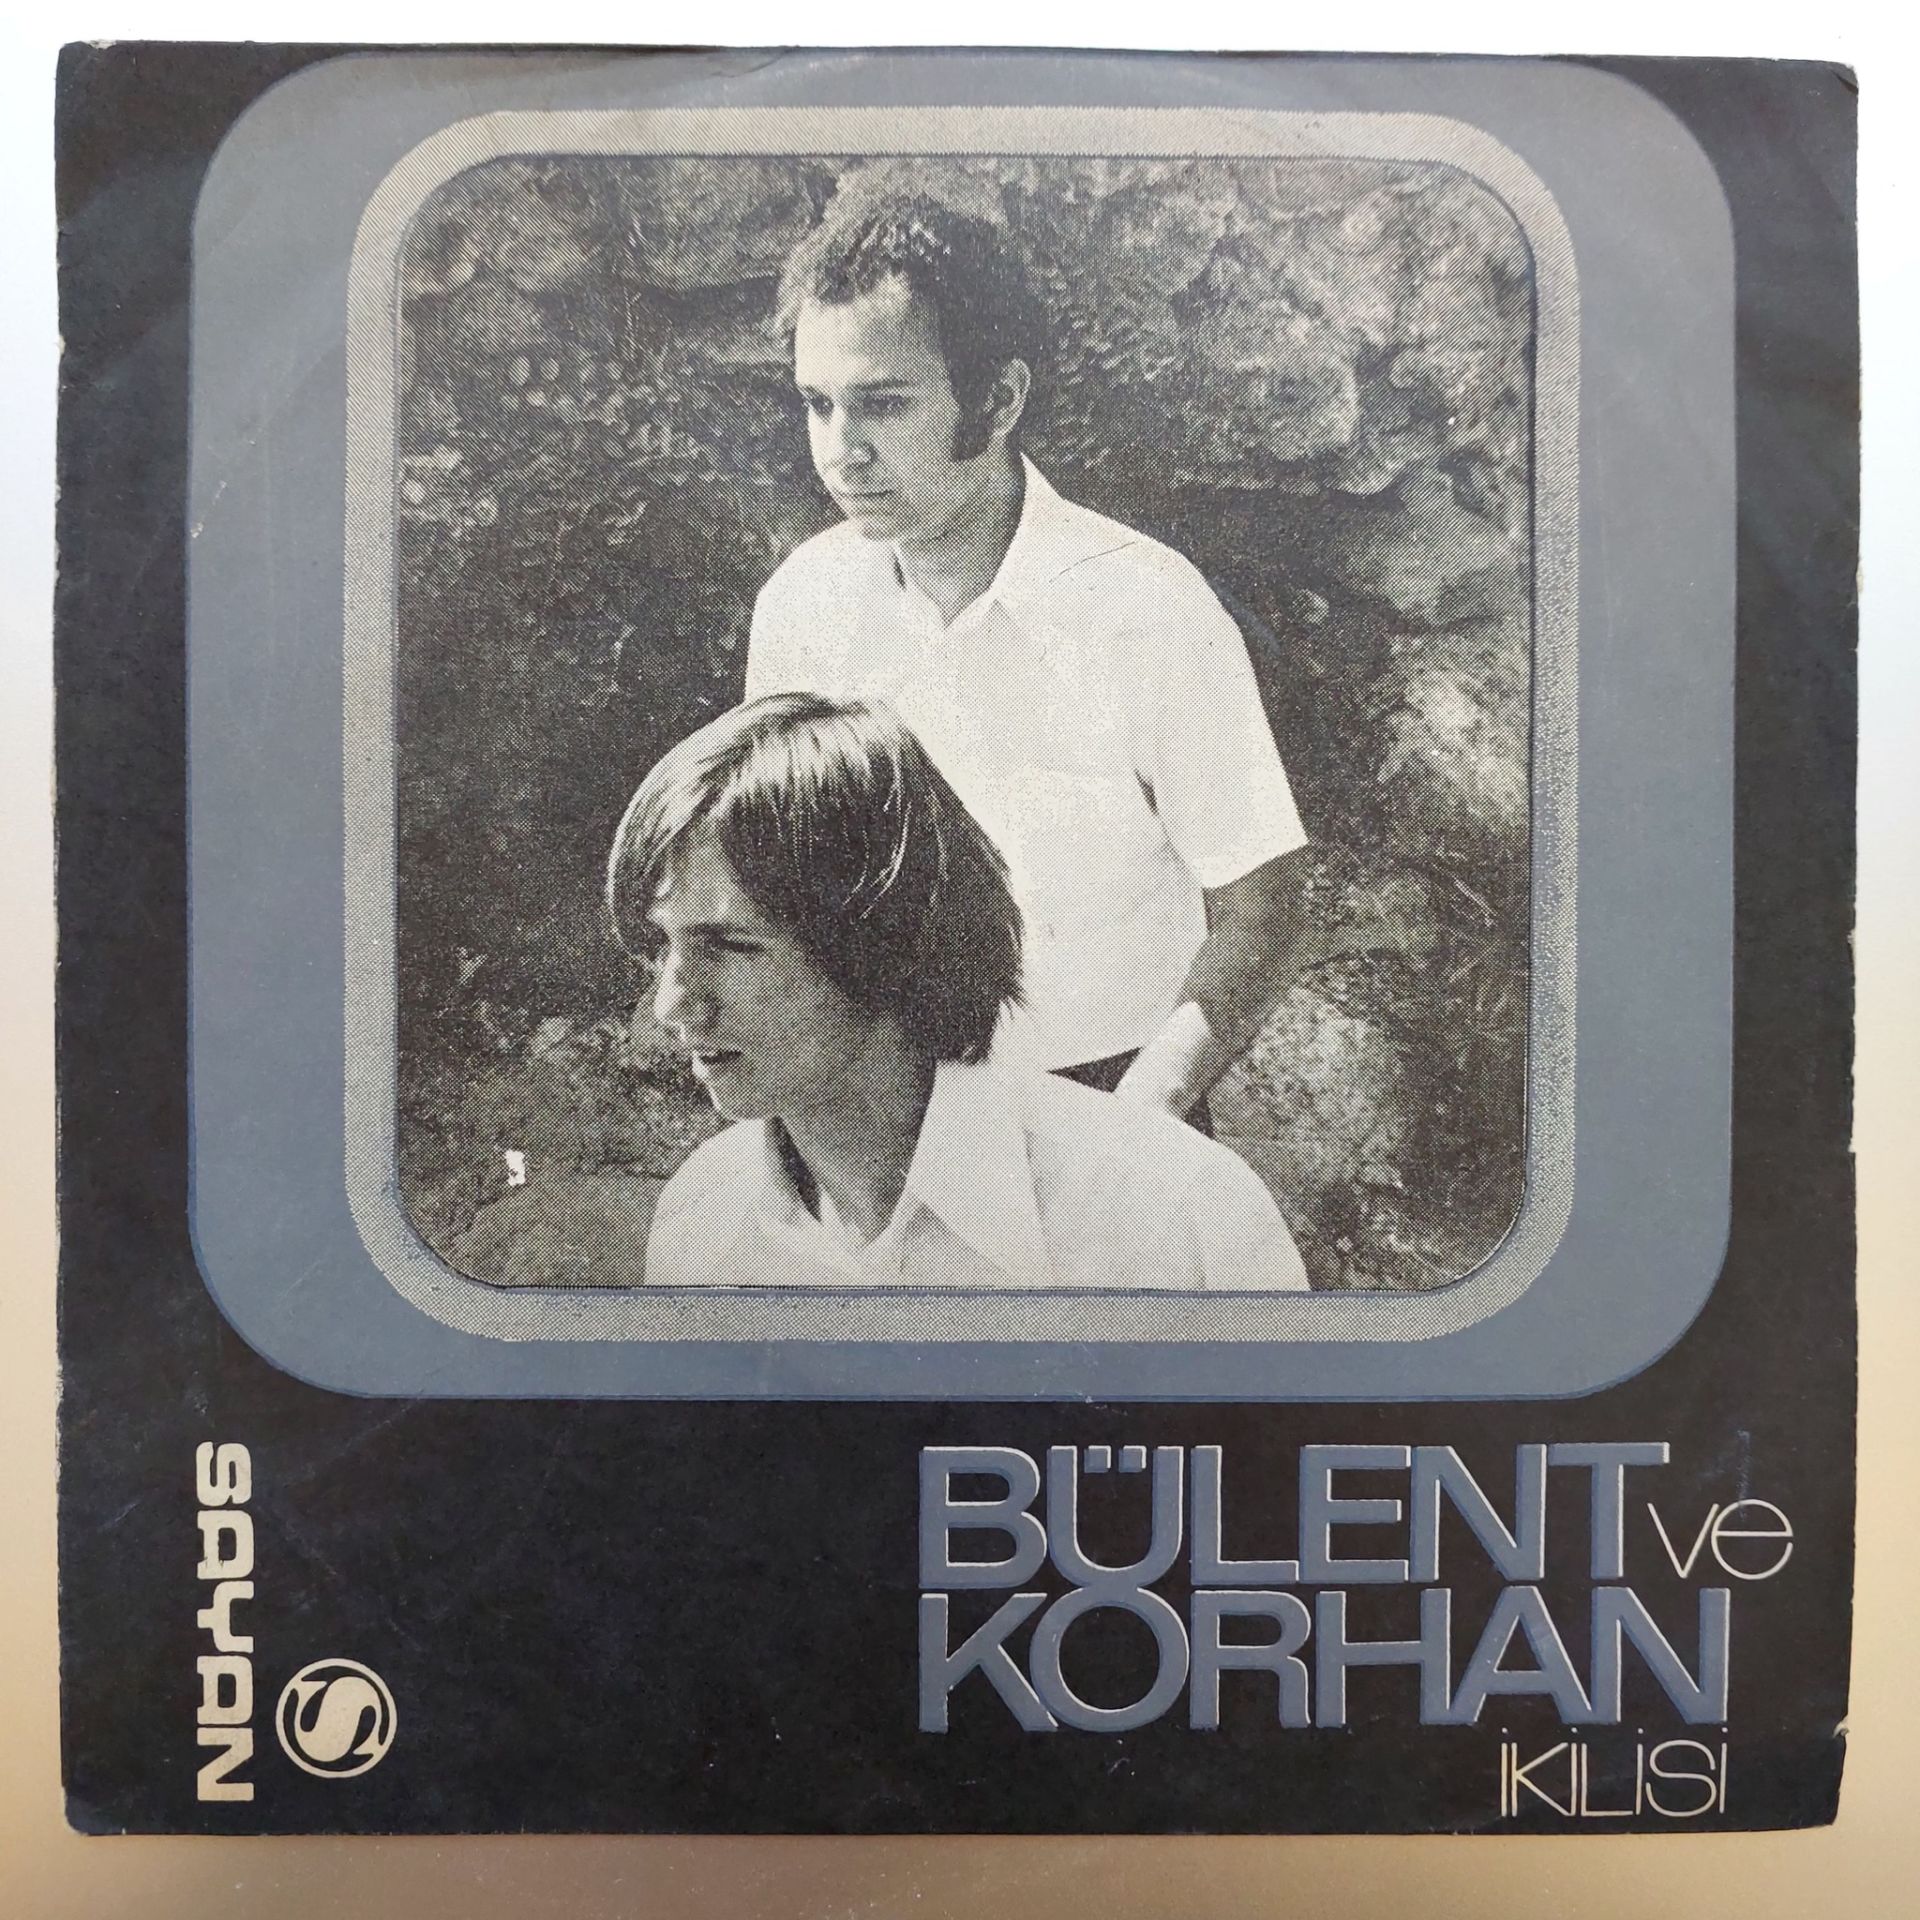 BÜLENT ve
KORHAN
İKİLİSİ
SAYAN
S